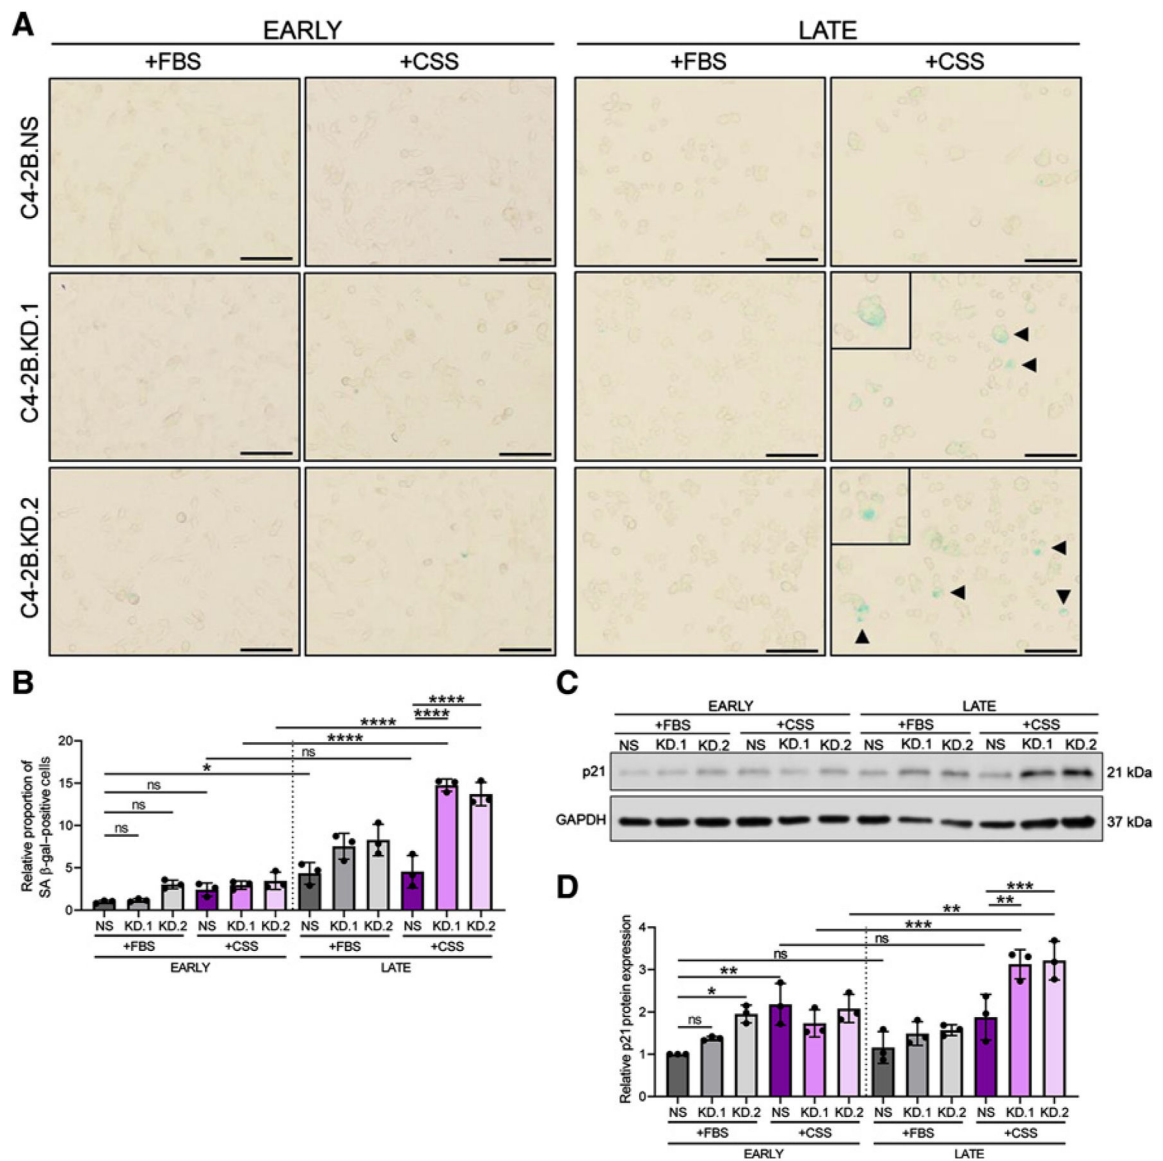 A
EARLY LATE
+FBS +CSS +FBS +CSS
C4-2B.NS
C4-2B.KD.1
C4-2B.KD.2
B
Relative proportion of
SA β-gal–positive cells
20
15
10
5
0
ns
ns
ns
*
ns
****
****
****
****
NS KD.1 KD.2 NS KD.1 KD.2 NS KD.1 KD.2 NS KD.1 KD.2
+FBS +CSS +FBS +CSS
EARLY LATE
C
EARLY LATE
+FBS +CSS +FBS +CSS
NS KD.1 KD.2 NS KD.1 KD.2 NS KD.1 KD.2 NS KD.1 KD.2
p21 21 kDa
GAPDH 37 kDa
D
Relative p21 protein expression
4
3
2
1
0
ns
*
**
ns
ns
***
**
**
***
NS KD.1 KD.2 NS KD.1 KD.2 NS KD.1 KD.2 NS KD.1 KD.2
+FBS +CSS +FBS +CSS
EARLY LATE